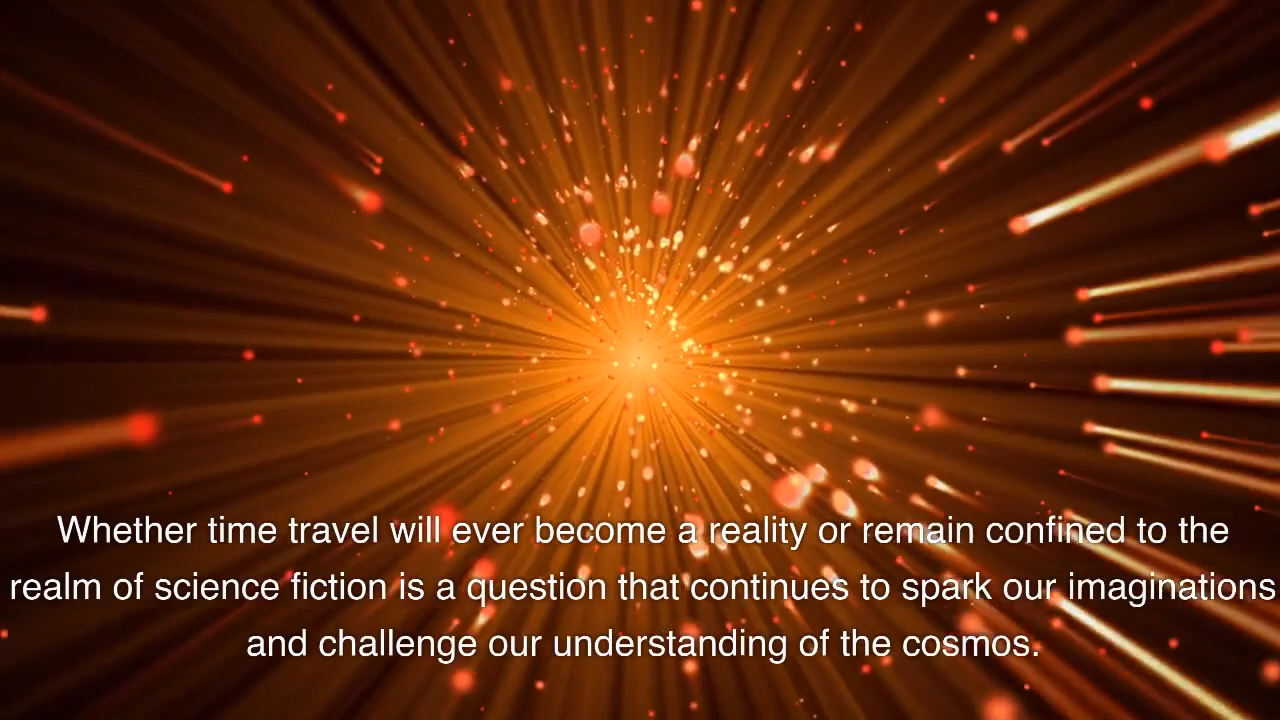 Whether time travel will ever become a reality or remain confined to the
realm of science fiction is a question that continues to spark our imaginations
and challenge our understanding of the cosmos.